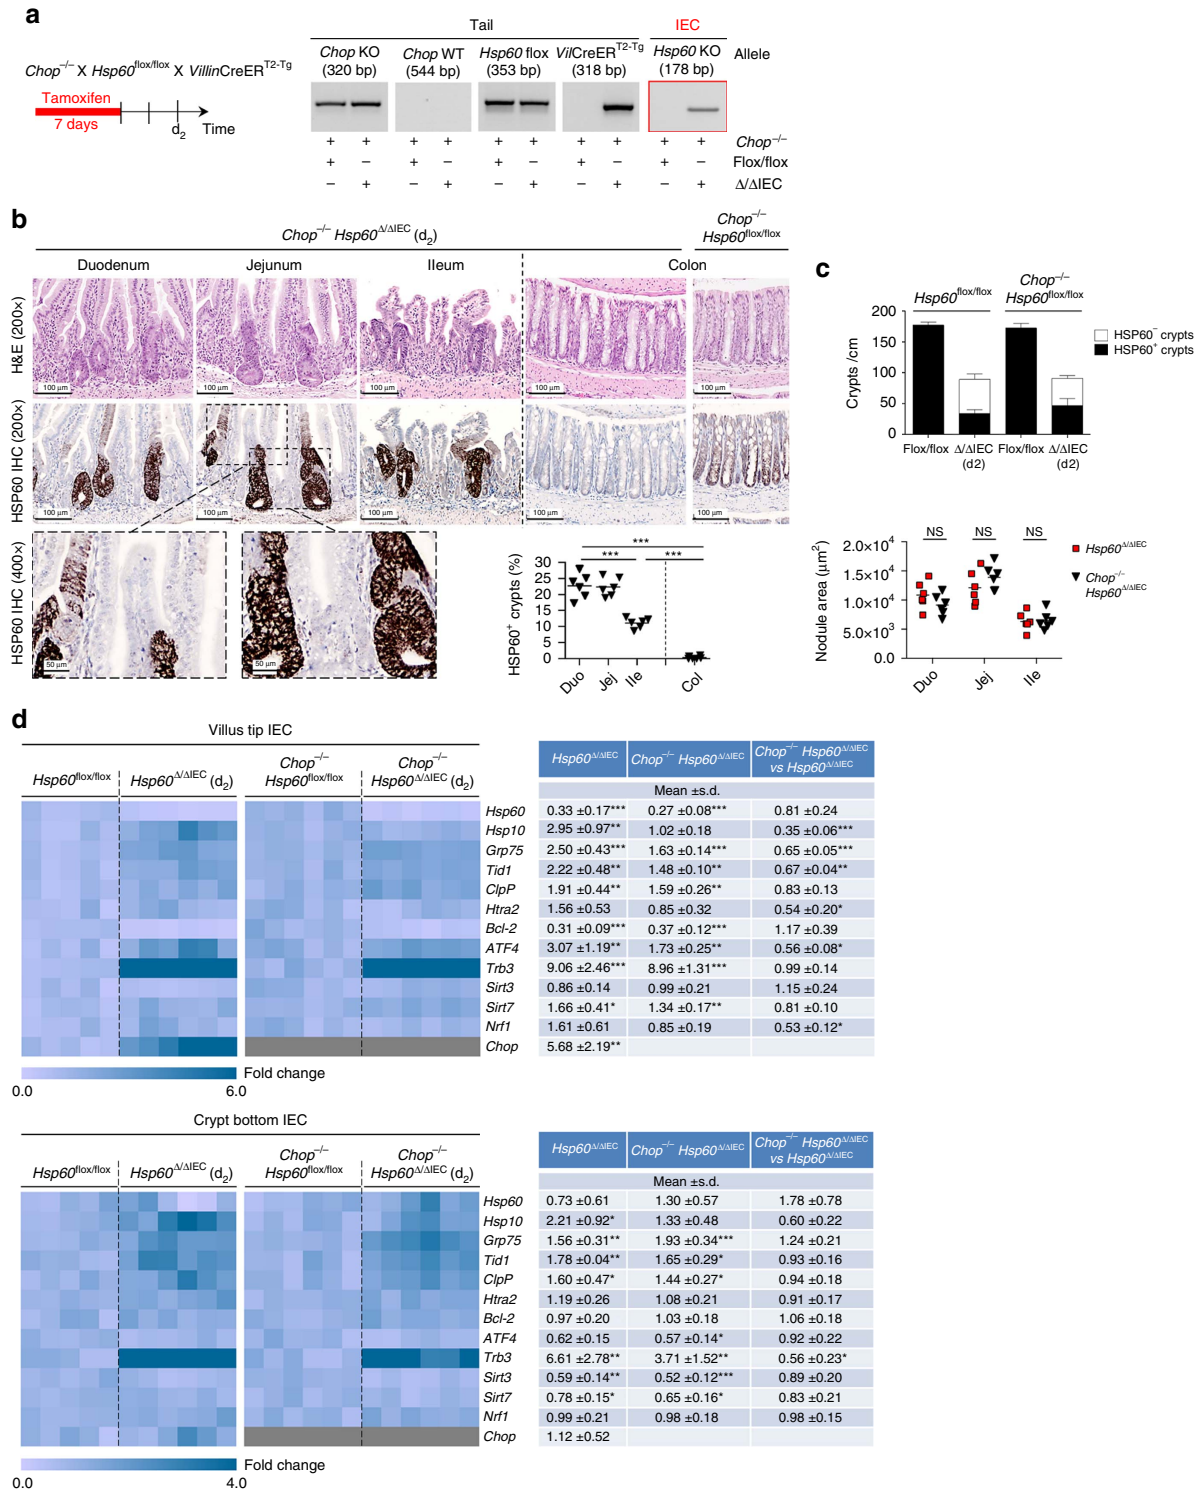 a
Chop–/– X Hsp60flox/flox X VillinCreERT2-Tg
Tamoxifen
7 days
d2
Time
Tail
IEC
Chop KO
(320 bp)
Chop WT
(544 bp)
Hsp60 flox
(353 bp)
VilCreERT2-Tg
(318 bp)
Hsp60 KO
(178 bp)
Allele
+ + + + + + + + + + Chop–/–
+ – + – + – + – + – Flox/flox
– + – + – + – + – + Δ/ΔIEC
b
Chop–/– Hsp60Δ/ΔIEC (d2)
Chop–/–
Hsp60flox/flox
Duodenum
Jejunum
Ileum
Colon
H&E (200x)
100 µm
100 µm
100 µm
100 µm
100 µm
HSP60 IHC (200x)
100 µm
100 µm
100 µm
100 µm
100 µm
HSP60 IHC (400x)
50 µm
50 µm
HSP60+ crypts (%)
30
25
20
15
10
5
0
***
***
***
Duo
Jej
Ile
Col
c
Hsp60flox/flox
Chop–/–
Hsp60flox/flox
Crypts /cm
200
150
100
50
0
HSP60– crypts
HSP60+ crypts
Flox/flox
Δ/ΔIEC
(d2)
Flox/flox
Δ/ΔIEC
(d2)
Nodule area (µm2)
2.0×104
1.5×104
1.0×104
5.0×103
0.0
NS
NS
NS
Hsp60Δ/ΔIEC
Chop–/–
Hsp60Δ/ΔIEC
Duo
Jej
Ile
d
Villus tip IEC
Hsp60flox/flox
Hsp60Δ/ΔIEC (d2)
Chop–/–
Hsp60flox/flox
Chop–/–
Hsp60Δ/ΔIEC (d2)
Hsp60Δ/ΔIEC
Chop–/– Hsp60Δ/ΔIEC
Chop–/– Hsp60Δ/ΔIEC
vs Hsp60Δ/ΔIEC
Mean ±s.d.
Hsp60 0.33 ±0.17*** 0.27 ±0.08*** 0.81 ±0.24
Hsp10 2.95 ±0.97** 1.02 ±0.18 0.35 ±0.06***
Grp75 2.50 ±0.43*** 1.63 ±0.14*** 0.65 ±0.05***
Tid1 2.22 ±0.48** 1.48 ±0.10** 0.67 ±0.04**
ClpP 1.91 ±0.44** 1.59 ±0.26** 0.83 ±0.13
Htra2 1.56 ±0.53 0.85 ±0.32 0.54 ±0.20*
Bcl-2 0.31 ±0.09*** 0.37 ±0.12*** 1.17 ±0.39
ATF4 3.07 ±1.19** 1.73 ±0.25** 0.56 ±0.08*
Trb3 9.06 ±2.46*** 8.96 ±1.31*** 0.99 ±0.14
Sirt3 0.86 ±0.14 0.99 ±0.21 1.15 ±0.24
Sirt7 1.66 ±0.41* 1.34 ±0.17** 0.81 ±0.10
Nrf1 1.61 ±0.61 0.85 ±0.19 0.53 ±0.12*
Chop 5.68 ±2.19**
Fold change
0.0
6.0
Crypt bottom IEC
Hsp60flox/flox
Hsp60Δ/ΔIEC (d2)
Chop–/–
Hsp60flox/flox
Chop–/–
Hsp60Δ/ΔIEC (d2)
Hsp60Δ/ΔIEC
Chop–/– Hsp60Δ/ΔIEC
Chop–/– Hsp60Δ/ΔIEC
vs Hsp60Δ/ΔIEC
Mean ±s.d.
Hsp60 0.73 ±0.61 1.30 ±0.57 1.78 ±0.78
Hsp10 2.21 ±0.92* 1.33 ±0.48 0.60 ±0.22
Grp75 1.56 ±0.31** 1.93 ±0.34*** 1.24 ±0.21
Tid1 1.78 ±0.04** 1.65 ±0.29* 0.93 ±0.16
ClpP 1.60 ±0.47* 1.44 ±0.27* 0.94 ±0.18
Htra2 1.19 ±0.26 1.08 ±0.21 0.91 ±0.17
Bcl-2 0.97 ±0.20 1.03 ±0.18 1.06 ±0.18
ATF4 0.62 ±0.15 0.57 ±0.14* 0.92 ±0.22
Trb3 6.61 ±2.78** 3.71 ±1.52** 0.56 ±0.23*
Sirt3 0.59 ±0.14** 0.52 ±0.12*** 0.89 ±0.20
Sirt7 0.78 ±0.15* 0.65 ±0.16* 0.83 ±0.21
Nrf1 0.99 ±0.21 0.98 ±0.18 0.98 ±0.15
Chop 1.12 ±0.52
Fold change
0.0
4.0